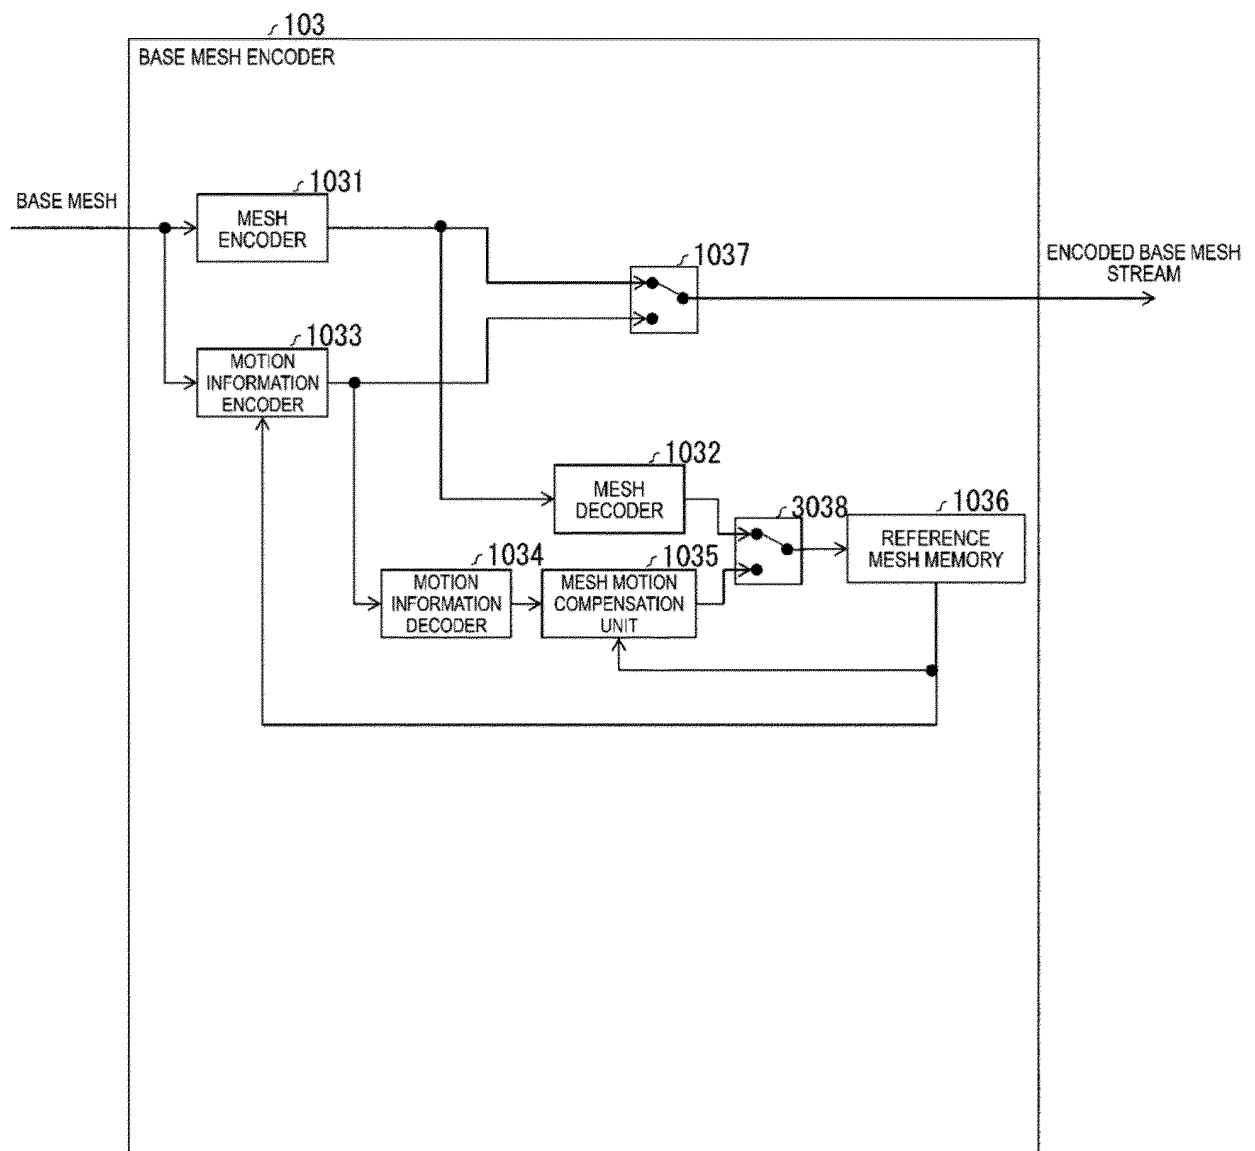 103
BASE MESH ENCODER
1031
BASE MESH
MESH
ENCODER
1037
ENCODED BASE MESH
STREAM
1033
MOTION
INFORMATION
ENCODER
1032
MESH
DECODER
3038
1036
REFERENCE
MESH MEMORY
1034
MOTION
INFORMATION
DECODER
1035
MESH MOTION
COMPENSATION
UNIT